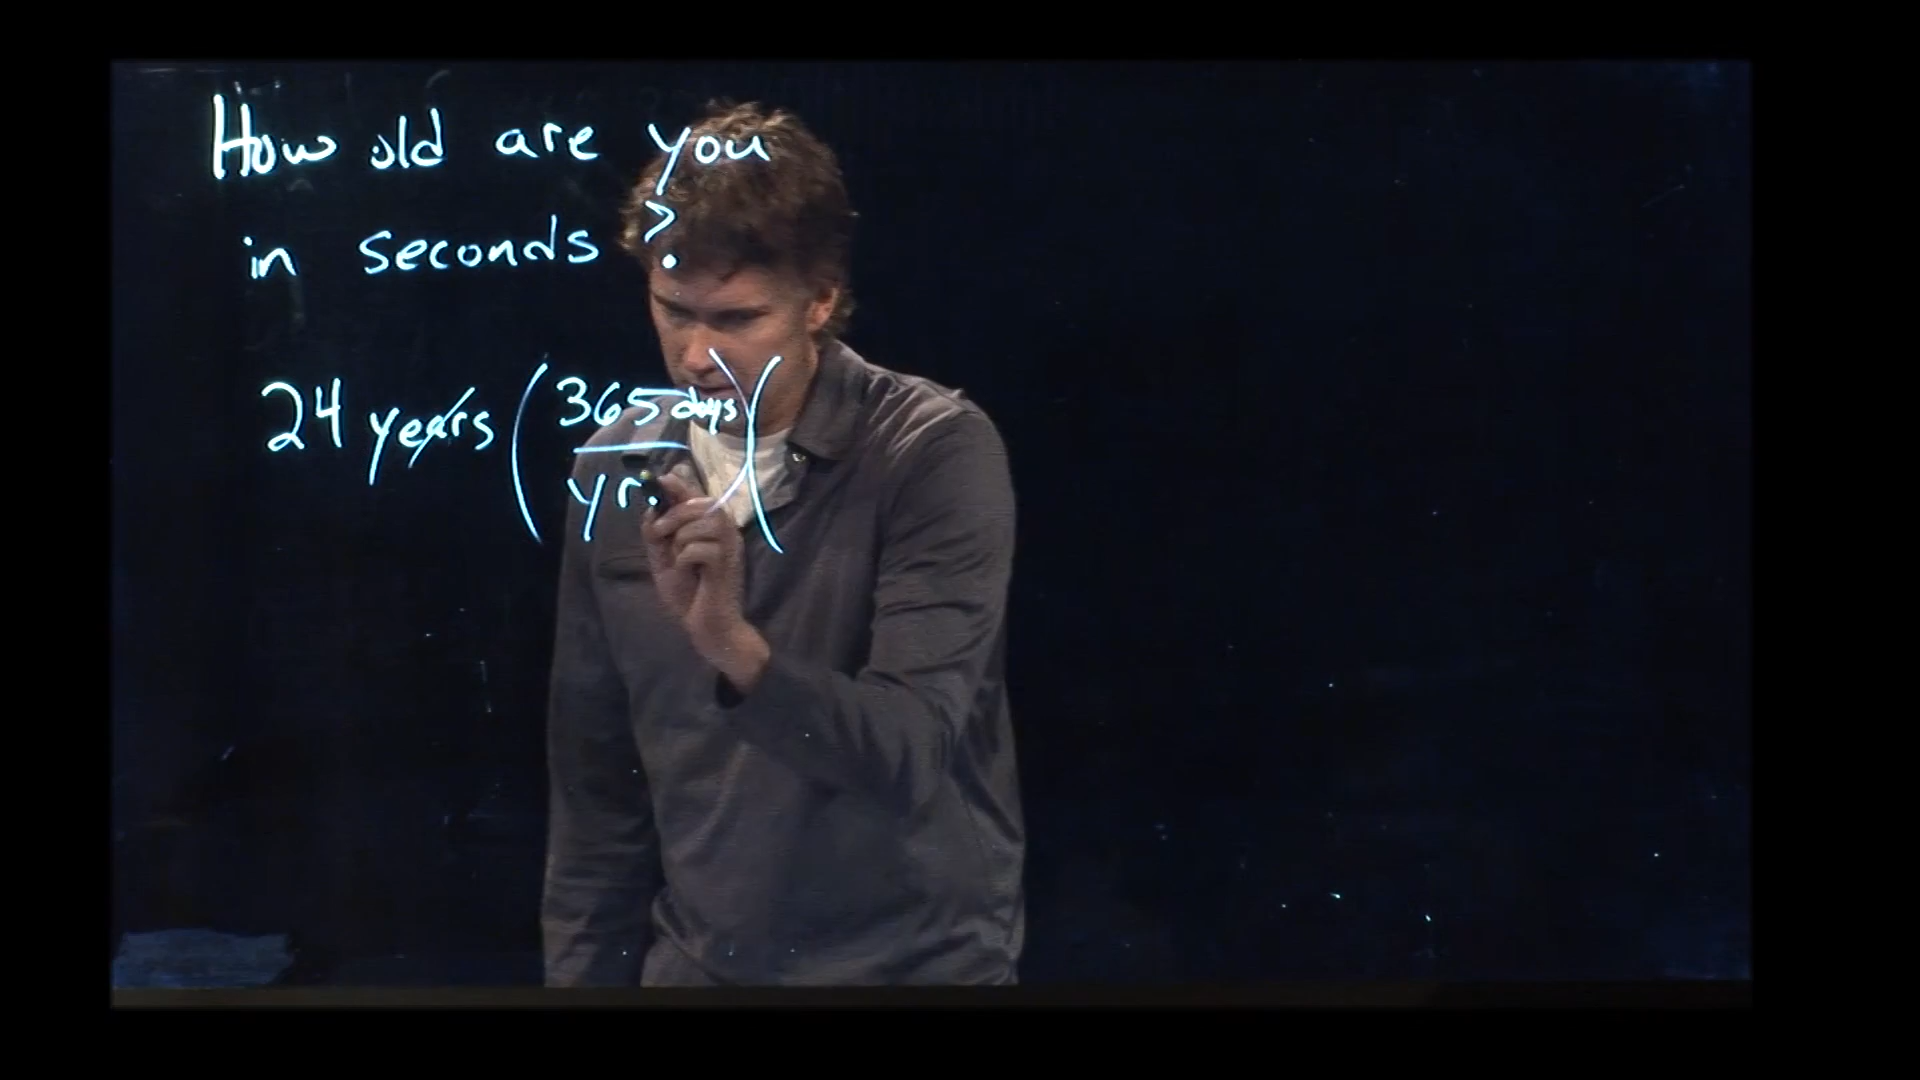 How old are you
in seconds ?
24 years ( 365 days ) (
yr.